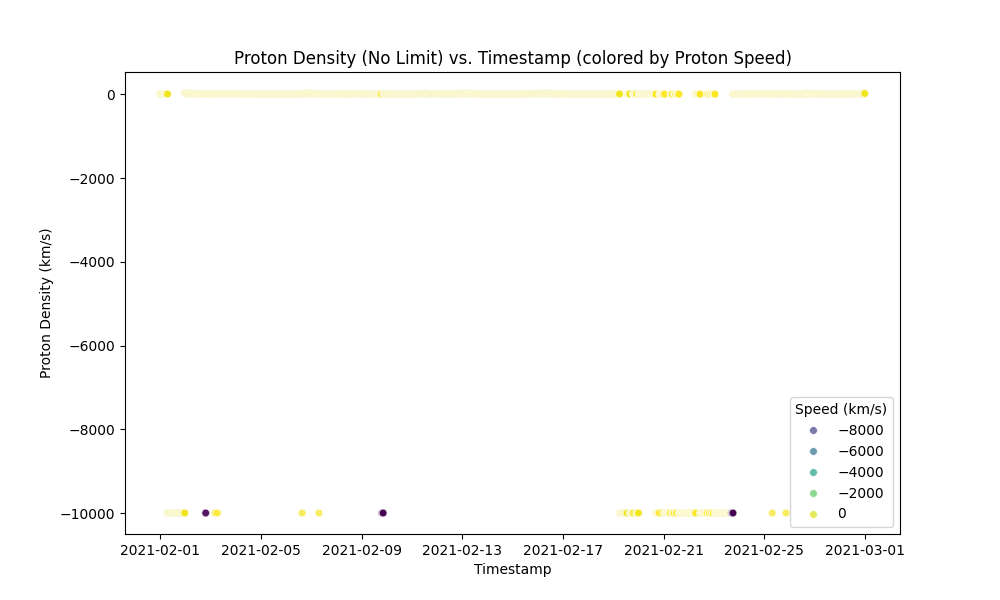 Proton Density (No Limit) vs. Timestamp (colored by Proton Speed)
Proton Density (km/s)
0
−2000
−4000
−6000
−8000
−10000
Speed (km/s)
−8000
−6000
−4000
−2000
0
2021-02-01 2021-02-05 2021-02-09 2021-02-13 2021-02-17 2021-02-21 2021-02-25 2021-03-01
Timestamp